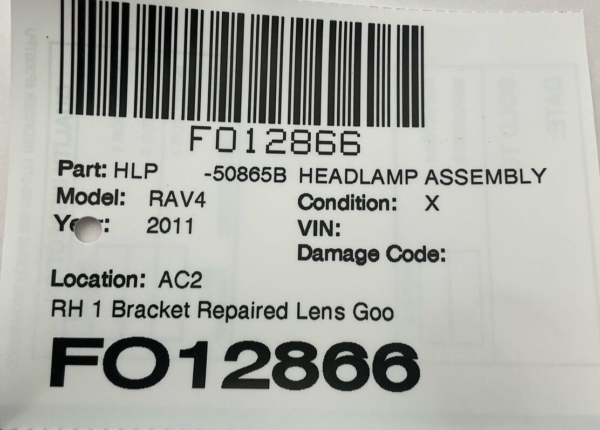 FO12866
Part: HLP -50865B HEADLAMP ASSEMBLY
Model: RAV4 Condition: X
Year: 2011 VIN:
Damage Code:
Location: AC2
RH 1 Bracket Repaired Lens Goo
FO12866